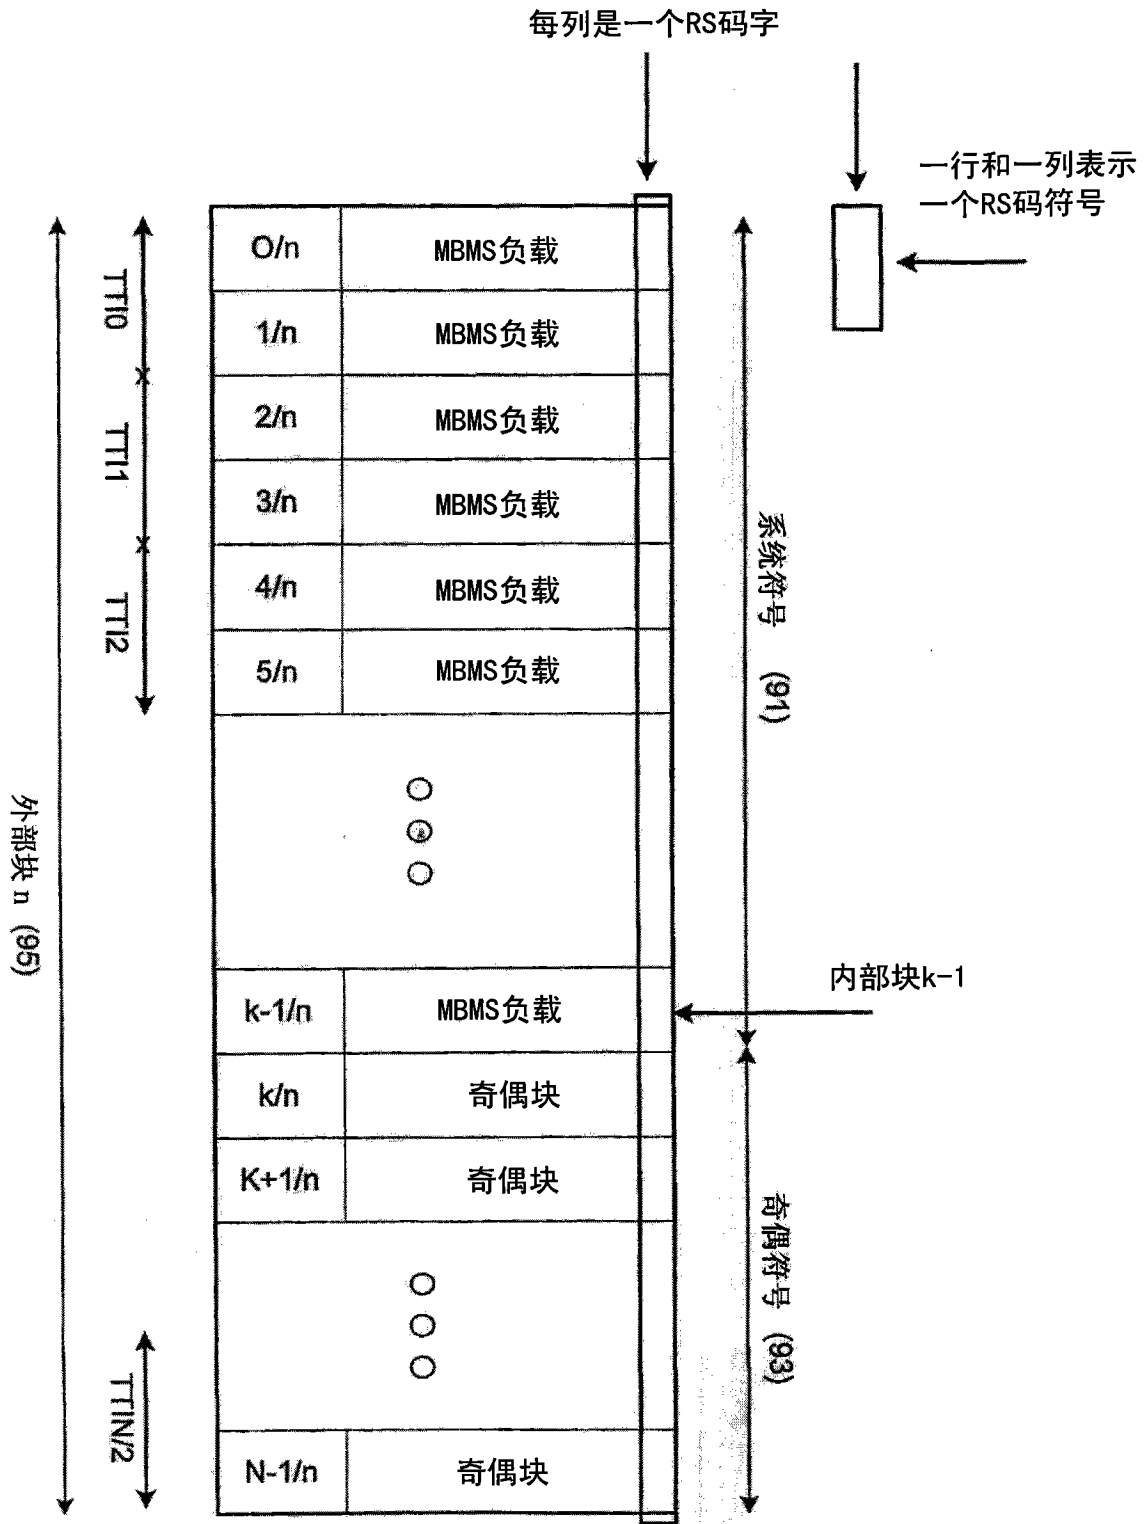 每列是一个RS码字
一行和一列表示
一个RS码符号
O/n MBMS负载
1/n MBMS负载
2/n MBMS负载
3/n MBMS负载
4/n MBMS负载
5/n MBMS负载
k-1/n MBMS负载
k/n 奇偶块
K+1/n 奇偶块
N-1/n 奇偶块
TTI0
TTI1
TTI2
TTIN/2
外部块 n (95)
系统符号 (91)
内部块k-1
奇偶符号 (93)